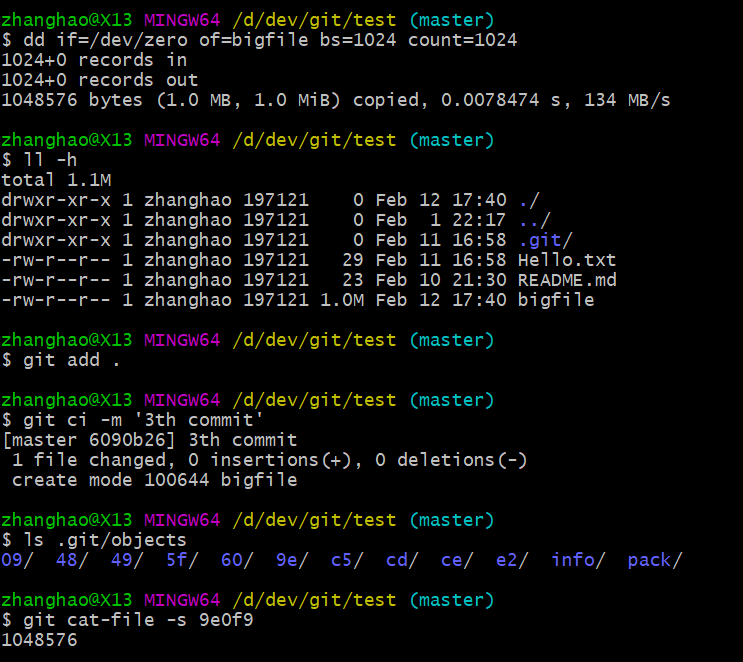 zhanghao@X13 MINGW64 /d/dev/git/test (master)
$ dd if=/dev/zero of=bigfile bs=1024 count=1024
1024+0 records in
1024+0 records out
1048576 bytes (1.0 MB, 1.0 MiB) copied, 0.0078474 s, 134 MB/s
zhanghao@X13 MINGW64 /d/dev/git/test (master)
$ ll -h
total 1.1M
drwxr-xr-x 1 zhanghao 197121    0 Feb 12 17:40 ./
drwxr-xr-x 1 zhanghao 197121    0 Feb  1 22:17 ../
drwxr-xr-x 1 zhanghao 197121    0 Feb 11 16:58 .git/
-rw-r--r-- 1 zhanghao 197121   29 Feb 11 16:58 Hello.txt
-rw-r--r-- 1 zhanghao 197121   23 Feb 10 21:30 README.md
-rw-r--r-- 1 zhanghao 197121 1.0M Feb 12 17:40 bigfile
zhanghao@X13 MINGW64 /d/dev/git/test (master)
$ git add .
zhanghao@X13 MINGW64 /d/dev/git/test (master)
$ git ci -m '3th commit'
[master 6090b26] 3th commit
 1 file changed, 0 insertions(+), 0 deletions(-)
 create mode 100644 bigfile
zhanghao@X13 MINGW64 /d/dev/git/test (master)
$ ls .git/objects
09/  48/  49/  5f/  60/  9e/  c5/  cd/  ce/  e2/  info/  pack/
zhanghao@X13 MINGW64 /d/dev/git/test (master)
$ git cat-file -s 9e0f9
1048576